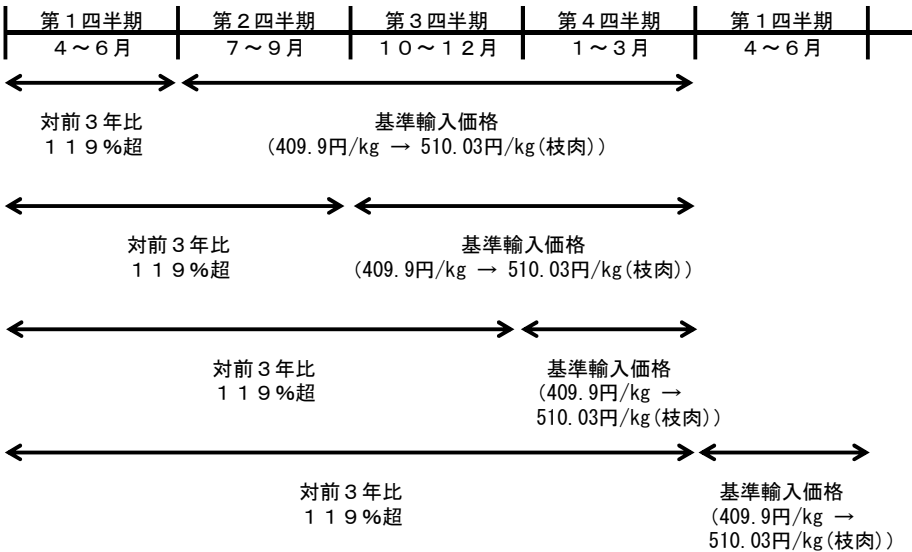 第１四半期 第２四半期 第３四半期 第４四半期 第１四半期
４～６月 ７～９月 １０～１２月 １～３月 ４～６月
対前３年比
１１９％超
基準輸入価格
(409.9円/kg → 510.03円/kg(枝肉))
対前３年比
１１９％超
基準輸入価格
(409.9円/kg → 510.03円/kg(枝肉))
対前３年比
１１９％超
基準輸入価格
(409.9円/kg →
510.03円/kg(枝肉))
対前３年比
１１９％超
基準輸入価格
(409.9円/kg →
510.03円/kg(枝肉))